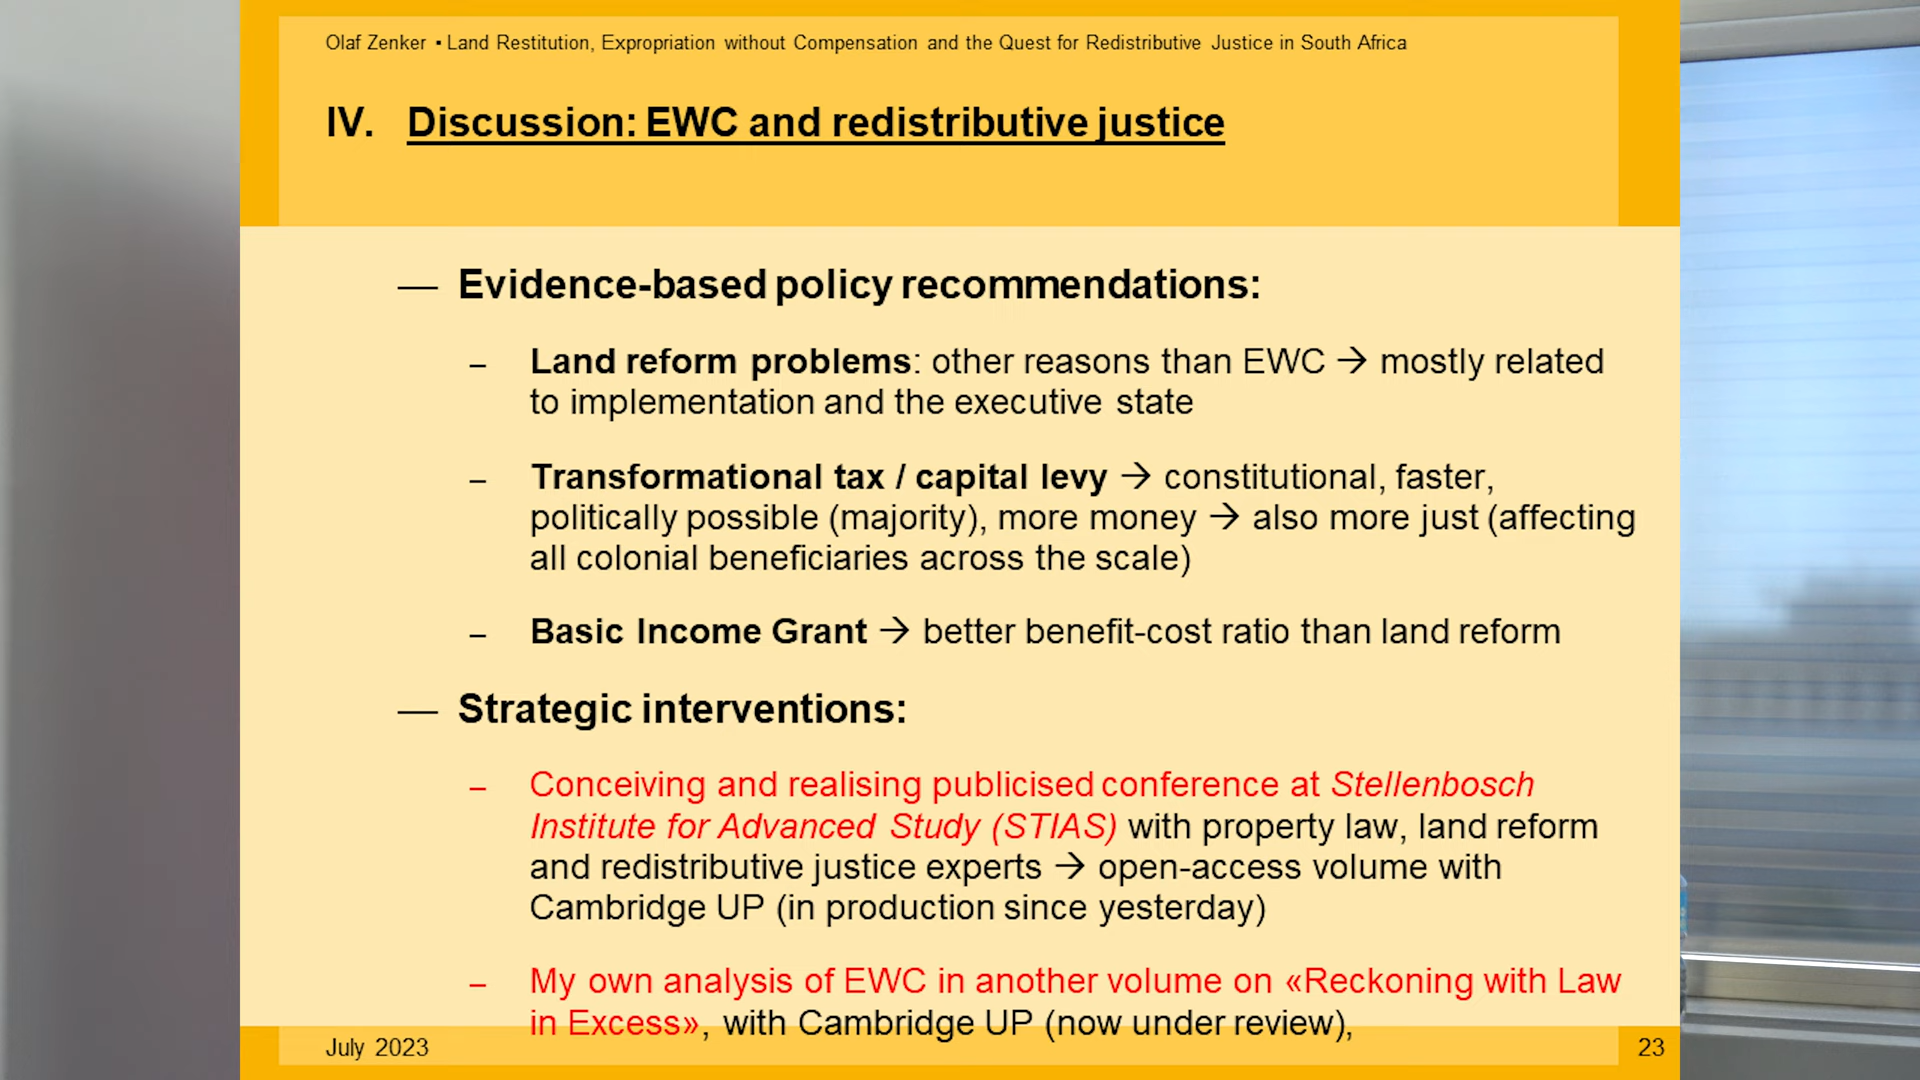 Olaf Zenker ▪ Land Restitution, Expropriation without Compensation and the Quest for Redistributive Justice in South Africa
IV. Discussion: EWC and redistributive justice
— Evidence-based policy recommendations:
– Land reform problems: other reasons than EWC → mostly related
to implementation and the executive state
– Transformational tax / capital levy → constitutional, faster,
politically possible (majority), more money → also more just (affecting
all colonial beneficiaries across the scale)
– Basic Income Grant → better benefit-cost ratio than land reform
— Strategic interventions:
– Conceiving and realising publicised conference at Stellenbosch
Institute for Advanced Study (STIAS) with property law, land reform
and redistributive justice experts → open-access volume with
Cambridge UP (in production since yesterday)
– My own analysis of EWC in another volume on «Reckoning with Law
in Excess», with Cambridge UP (now under review),
July 2023
23